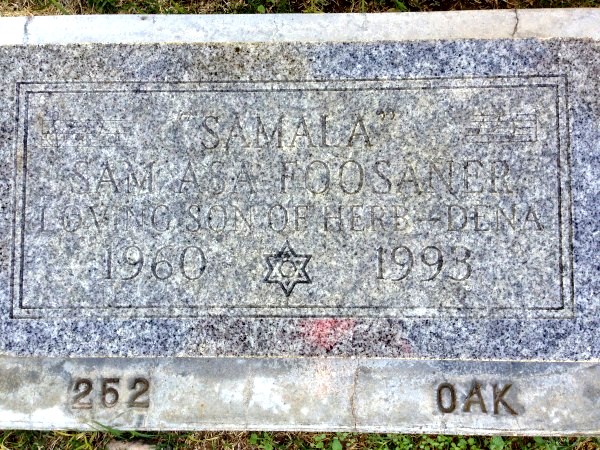 "SAMALA"
SAM ASA FOOSANER
LOVING SON OF HERB--DENA
1960 1993
252 OAK